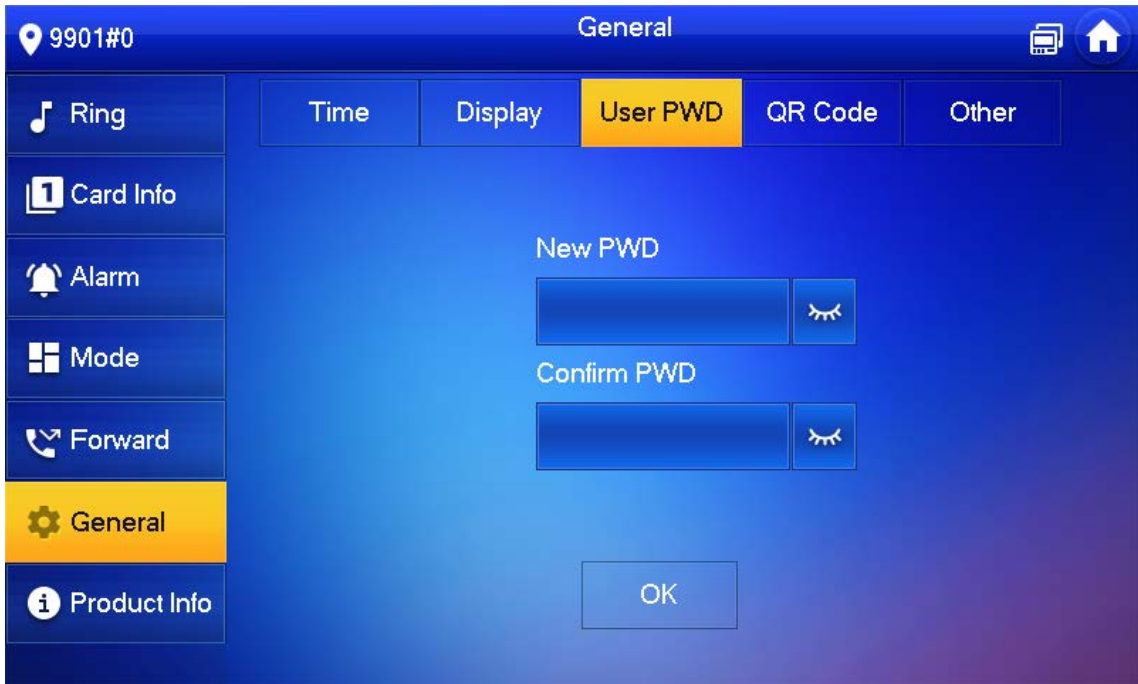 9901#0
General
Ring
Card Info
Alarm
Mode
Forward
General
Product Info
Time Display User PWD QR Code Other
New PWD
Confirm PWD
OK